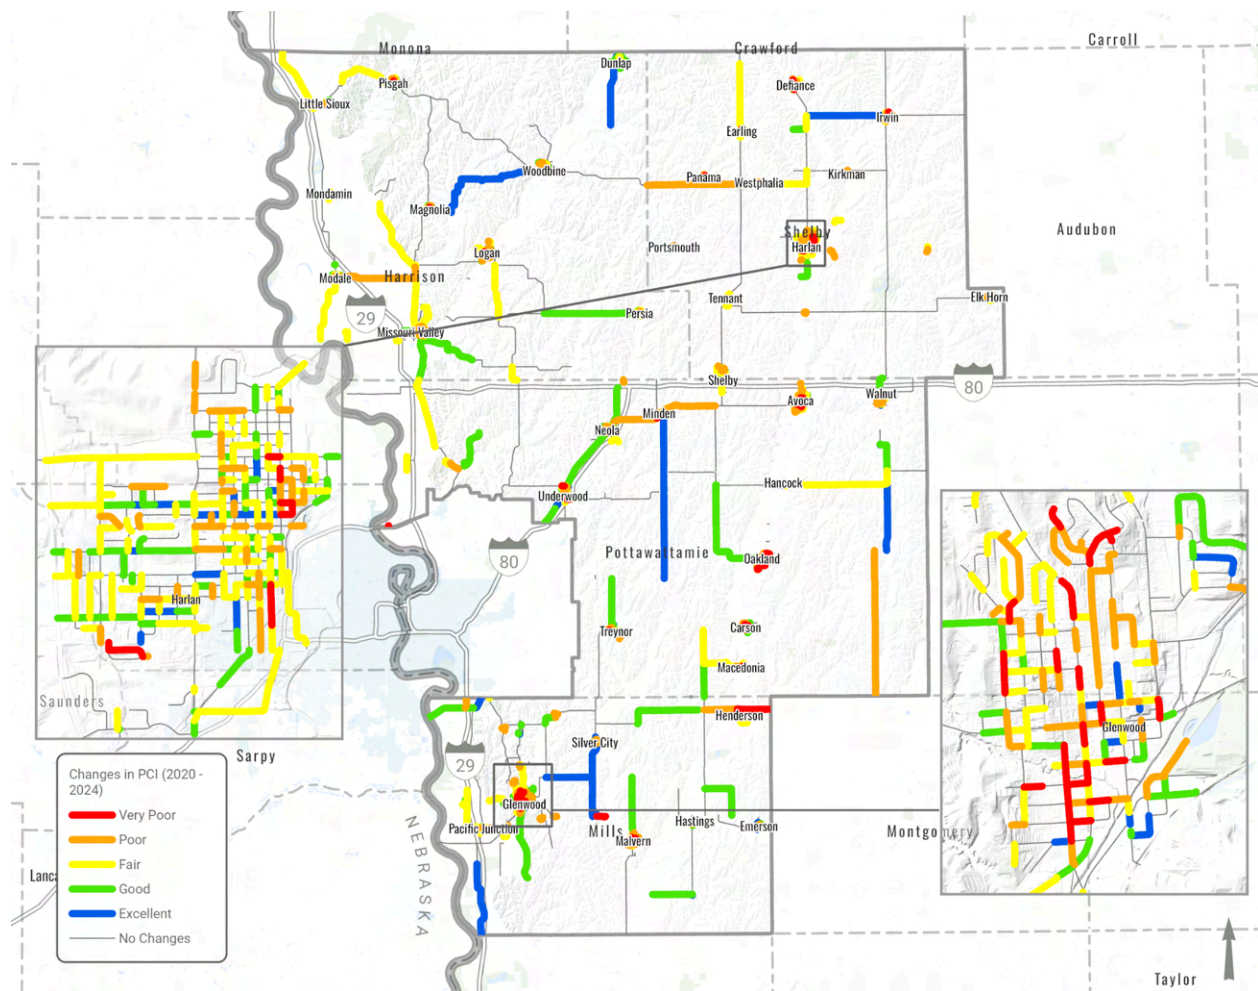 Monona
Crawford
Carroll
Dunlap
Pisgah
Defiance
Little Sioux
Irwin
Earling
Woodbine
Panama
Westphalia
Kirkman
Mondamin
Magnolia
Shelby
Audubon
Logan
Portsmouth
Harlan
Modale
Harrison
Tennant
Elk Horn
29
Persia
Missouri Valley
Shelby
80
Avoca
Walnut
Minden
Neola
Hancock
Underwood
80
Pottawattamie
Oakland
Harlan
Treynor
Carson
Macedonia
Saunders
Henderson
Glenwood
Silver City
Sarpy
29
Changes in PCI (2020 -
2024)
Very Poor
Poor
Fair
Good
Excellent
No Changes
Glenwood
Pacific Junction
Mills
Hastings
Emerson
Montgomery
Malvern
Lanca
NEBRASKA
Taylor